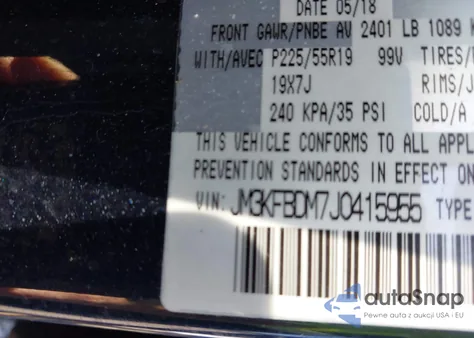 DATE 05/18
FRONT GAWR/PNBE AV 2401 LB 1089 K
WITH/AVEC P225/55R19 99V TIRES/
19X7J RIMS/J
240 KPA/35 PSI COLD/A
THIS VEHICLE CONFORMS TO ALL APPL
PREVENTION STANDARDS IN EFFECT ON
VIN: JM3KFBDM7J0415955 TYPE
autoSnap
Pewne auta z aukcji USA i EU